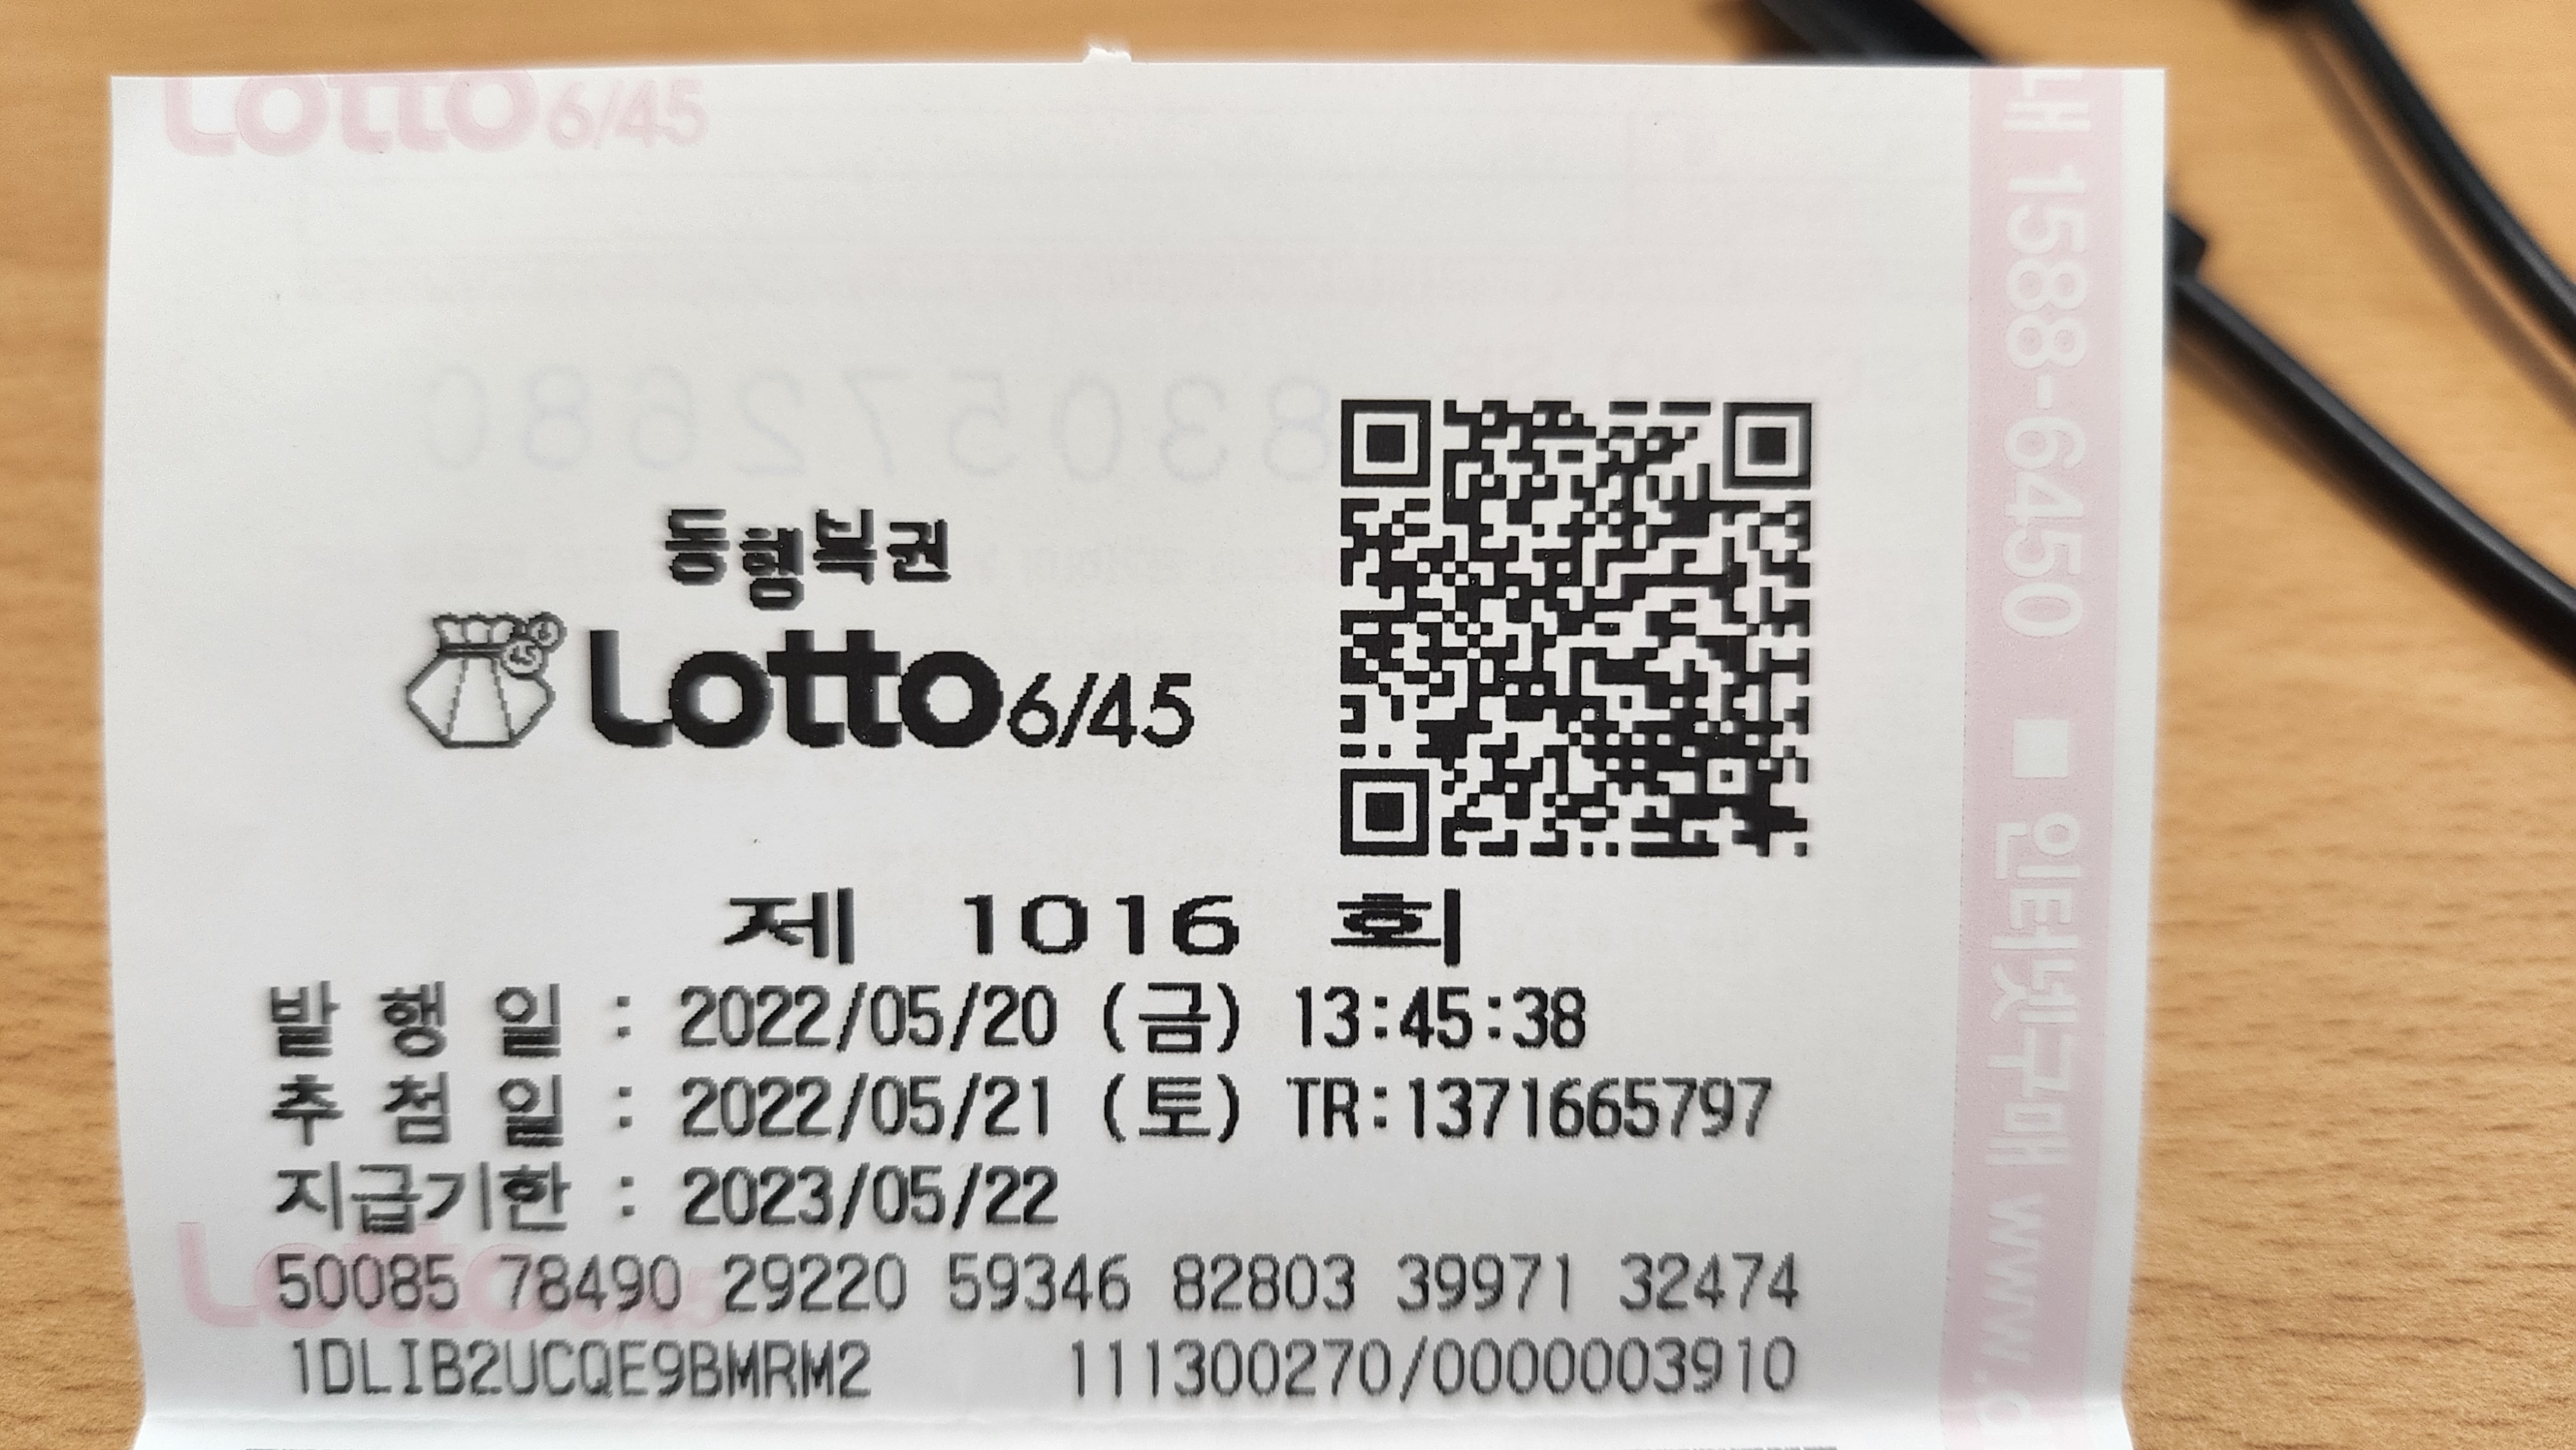 Lotto 6/45
8305727680
동행복권
Lotto 6/45
제 1016 회
발 행 일 : 2022/05/20 (금) 13:45:38
추 첨 일 : 2022/05/21 (토) TR:1371665797
지급기한 : 2023/05/22
50085 78490 29220 59346 82803 39971 32474
1DLIB2UCQE9BMRM2 111300270/0000003910
1588-6450 ■ 인터넷구매 www.